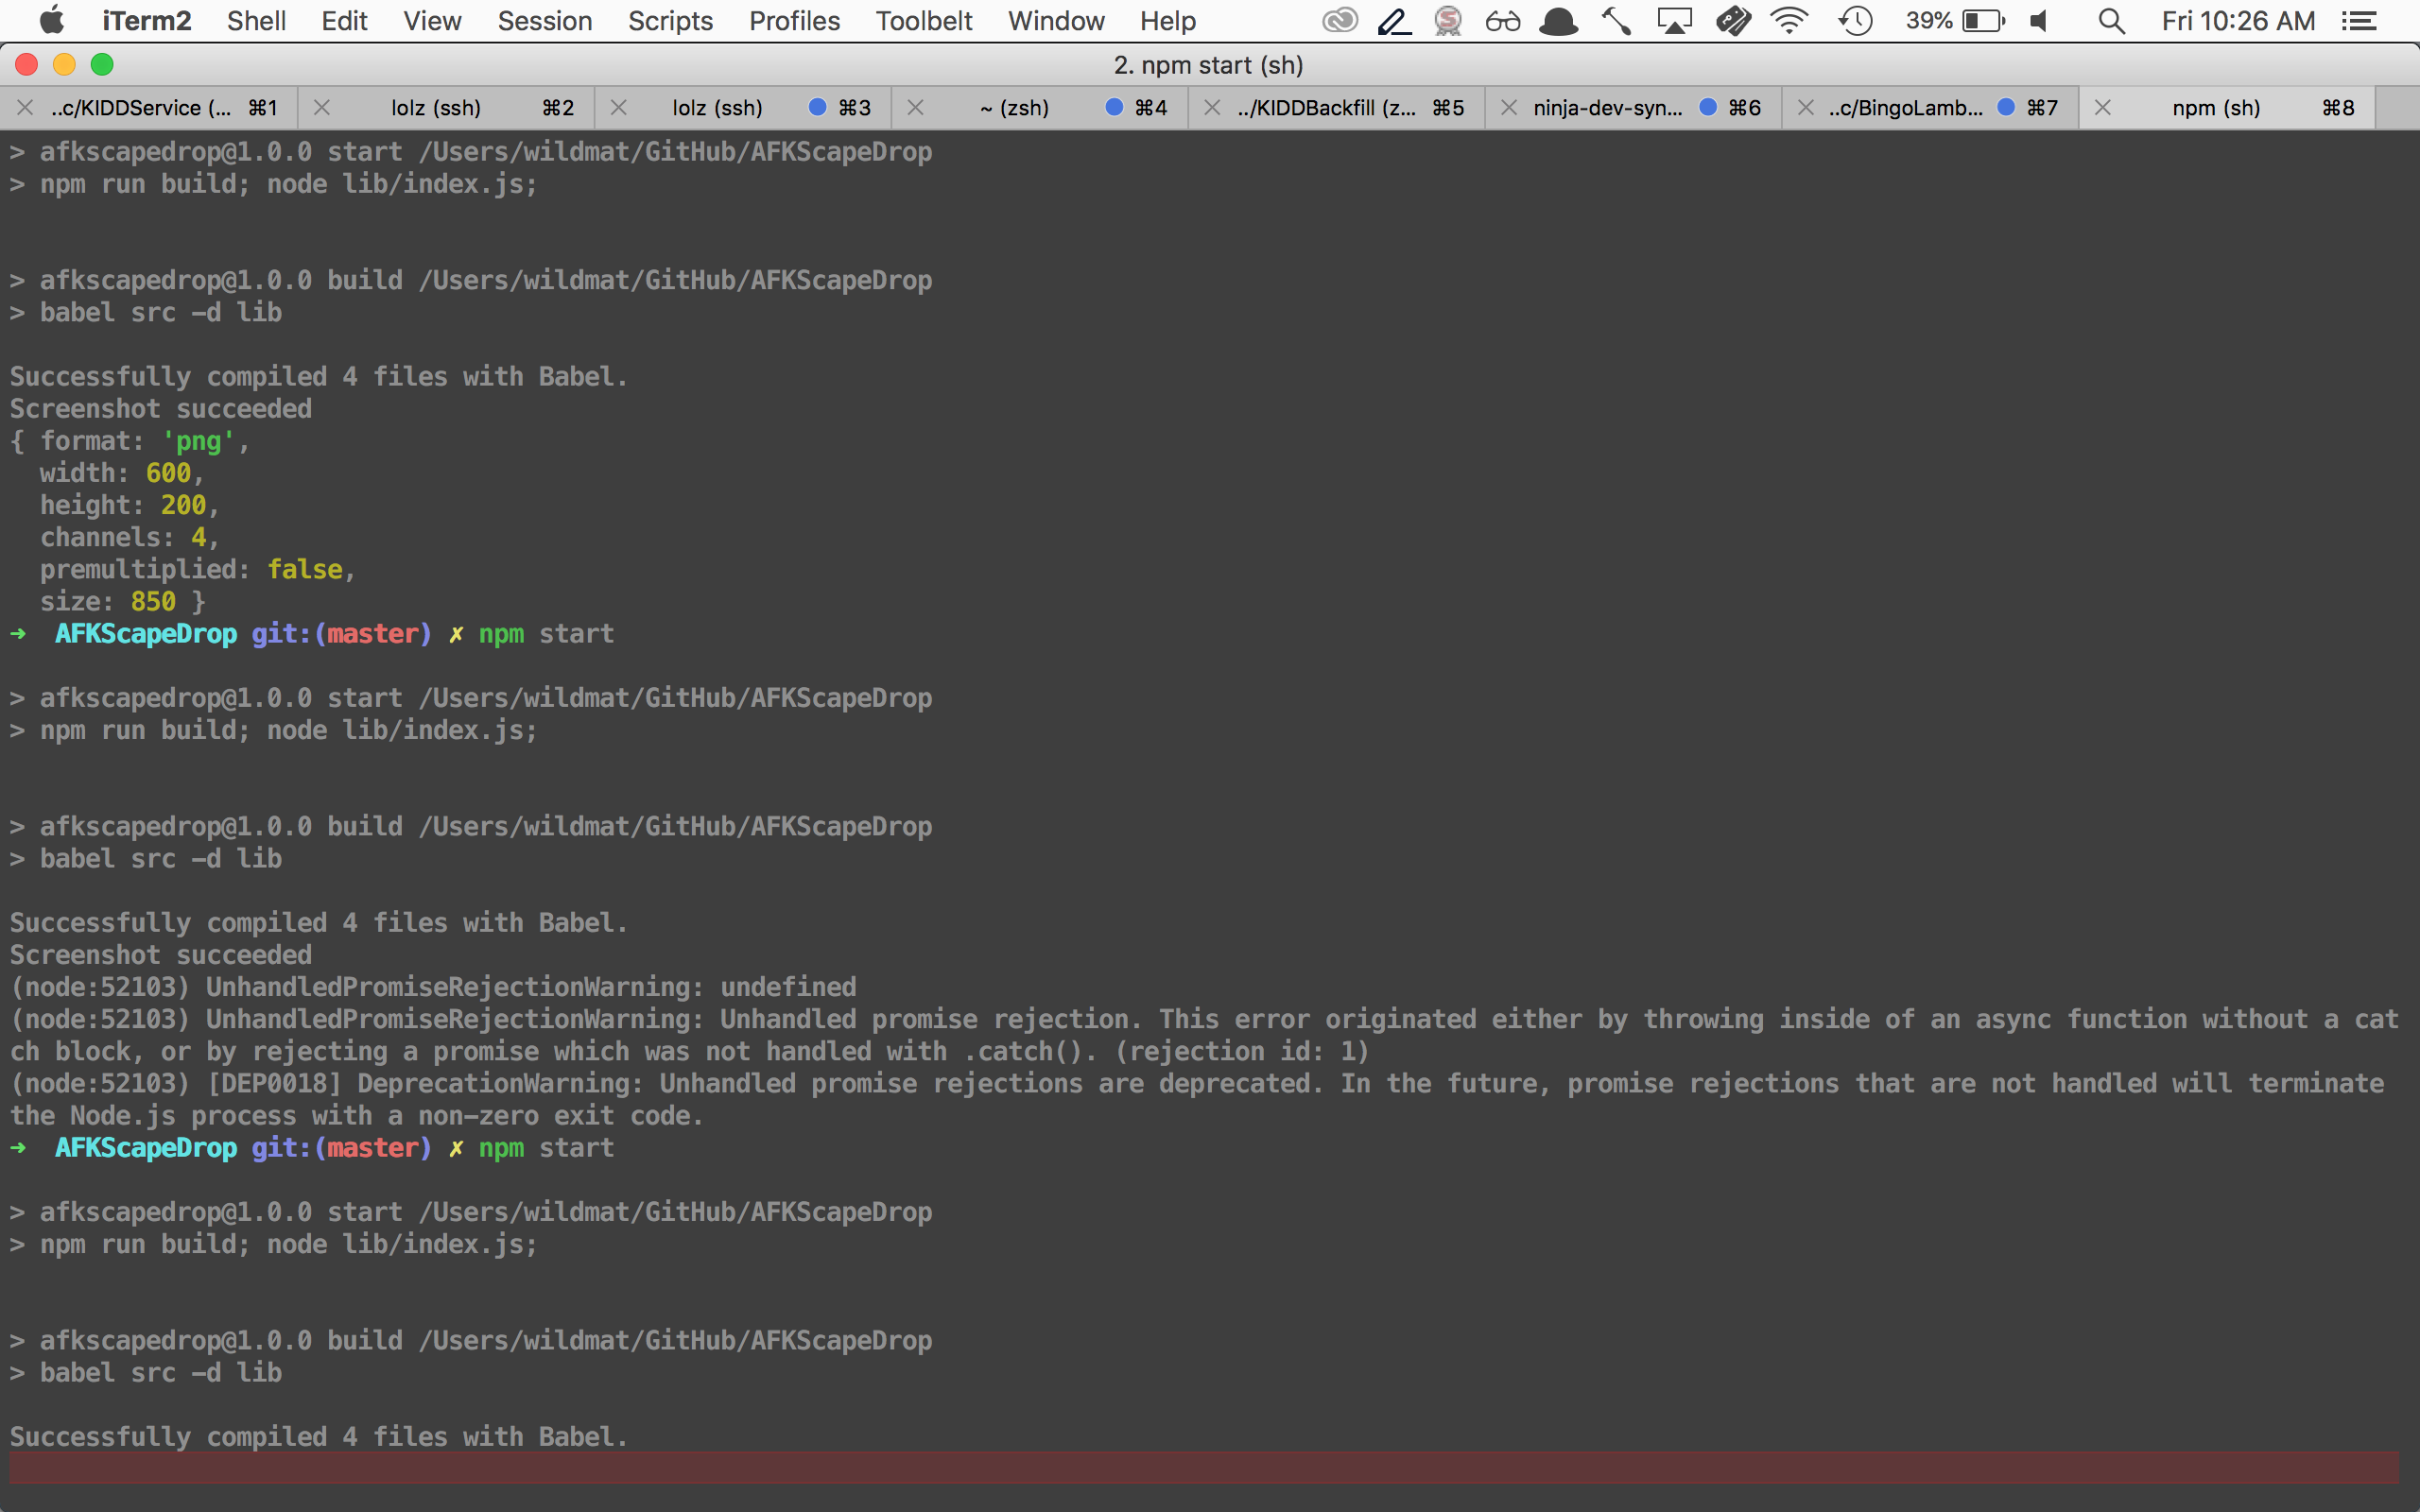 iTerm2 Shell Edit View Session Scripts Profiles Toolbelt Window Help 39% Fri 10:26 AM
2. npm start (sh)
..c/KIDDService (... ⌘1 lolz (ssh) ⌘2 lolz (ssh) ⌘3 ~ (zsh) ⌘4 ../KIDDBackfill (z... ⌘5 ninja-dev-syn... ⌘6 ..c/BingoLamb... ⌘7 npm (sh) ⌘8
> afkscapedrop@1.0.0 start /Users/wildmat/GitHub/AFKScapeDrop
> npm run build; node lib/index.js;
> afkscapedrop@1.0.0 build /Users/wildmat/GitHub/AFKScapeDrop
> babel src -d lib
Successfully compiled 4 files with Babel.
Screenshot succeeded
{ format: 'png',
  width: 600,
  height: 200,
  channels: 4,
  premultiplied: false,
  size: 850 }
➜  AFKScapeDrop git:(master) ✗ npm start
> afkscapedrop@1.0.0 start /Users/wildmat/GitHub/AFKScapeDrop
> npm run build; node lib/index.js;
> afkscapedrop@1.0.0 build /Users/wildmat/GitHub/AFKScapeDrop
> babel src -d lib
Successfully compiled 4 files with Babel.
Screenshot succeeded
(node:52103) UnhandledPromiseRejectionWarning: undefined
(node:52103) UnhandledPromiseRejectionWarning: Unhandled promise rejection. This error originated either by throwing inside of an async function without a cat
ch block, or by rejecting a promise which was not handled with .catch(). (rejection id: 1)
(node:52103) [DEP0018] DeprecationWarning: Unhandled promise rejections are deprecated. In the future, promise rejections that are not handled will terminate
the Node.js process with a non-zero exit code.
➜  AFKScapeDrop git:(master) ✗ npm start
> afkscapedrop@1.0.0 start /Users/wildmat/GitHub/AFKScapeDrop
> npm run build; node lib/index.js;
> afkscapedrop@1.0.0 build /Users/wildmat/GitHub/AFKScapeDrop
> babel src -d lib
Successfully compiled 4 files with Babel.